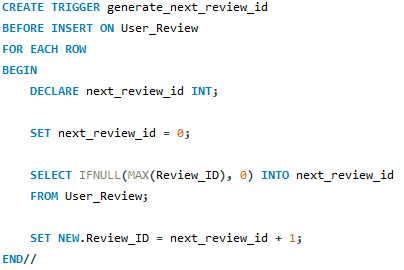 CREATE TRIGGER generate_next_review_id
BEFORE INSERT ON User_Review
FOR EACH ROW
BEGIN
    DECLARE next_review_id INT;

    SET next_review_id = 0;

    SELECT IFNULL(MAX(Review_ID), 0) INTO next_review_id
    FROM User_Review;

    SET NEW.Review_ID = next_review_id + 1;
END//